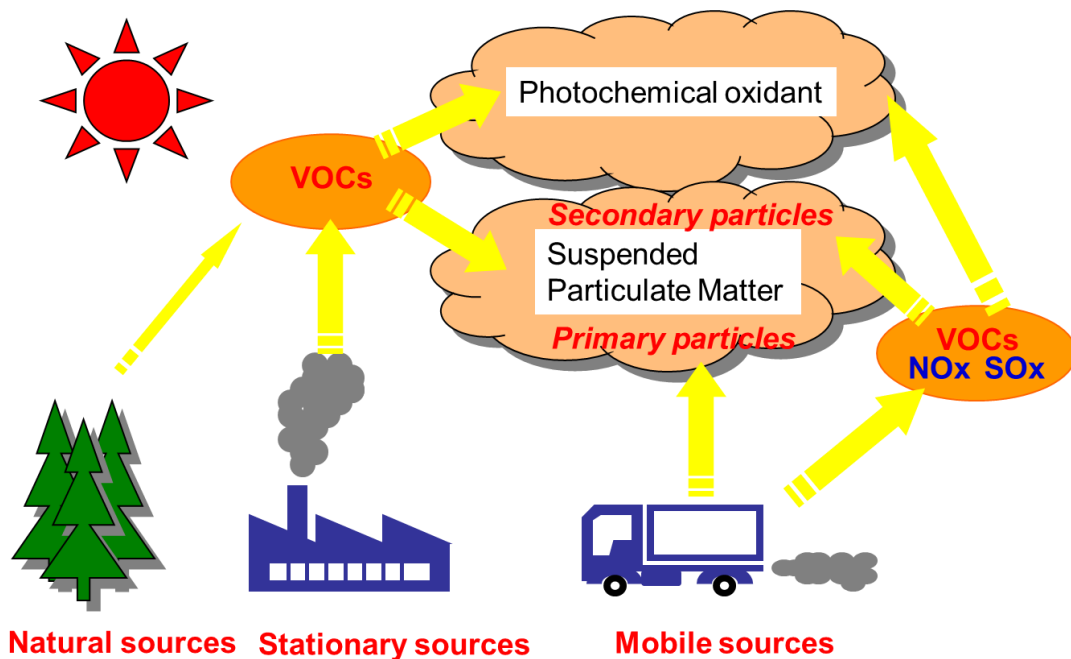 Photochemical oxidant
VOCs
Secondary particles
Suspended
Particulate Matter
Primary particles
VOCs
NOx SOx
Natural sources
Stationary sources
Mobile sources